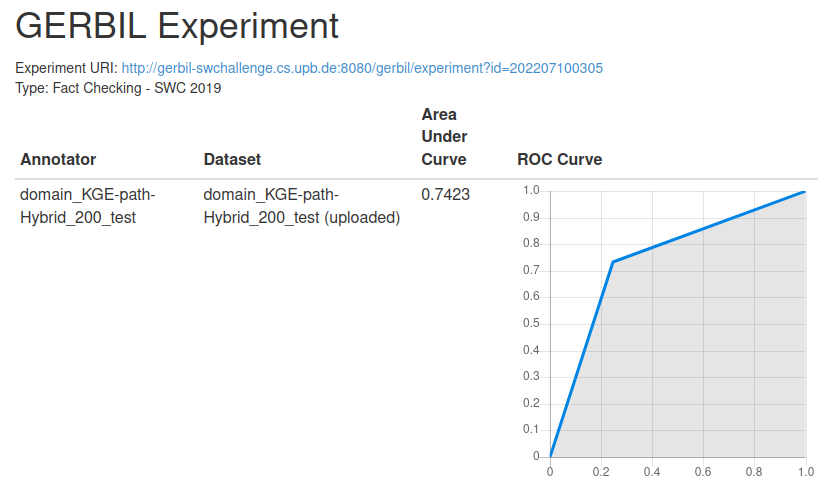 GERBIL Experiment
Experiment URI: http://gerbil-swchallenge.cs.upb.de:8080/gerbil/experiment?id=202207100305
Type: Fact Checking - SWC 2019
Area
Under
Annotator Dataset Curve ROC Curve
domain_KGE-path- domain_KGE-path- 0.7423
Hybrid_200_test Hybrid_200_test (uploaded)
1.0
0.9
0.8
0.7
0.6
0.5
0.4
0.3
0.2
0.1
0
0 0.2 0.4 0.6 0.8 1.0